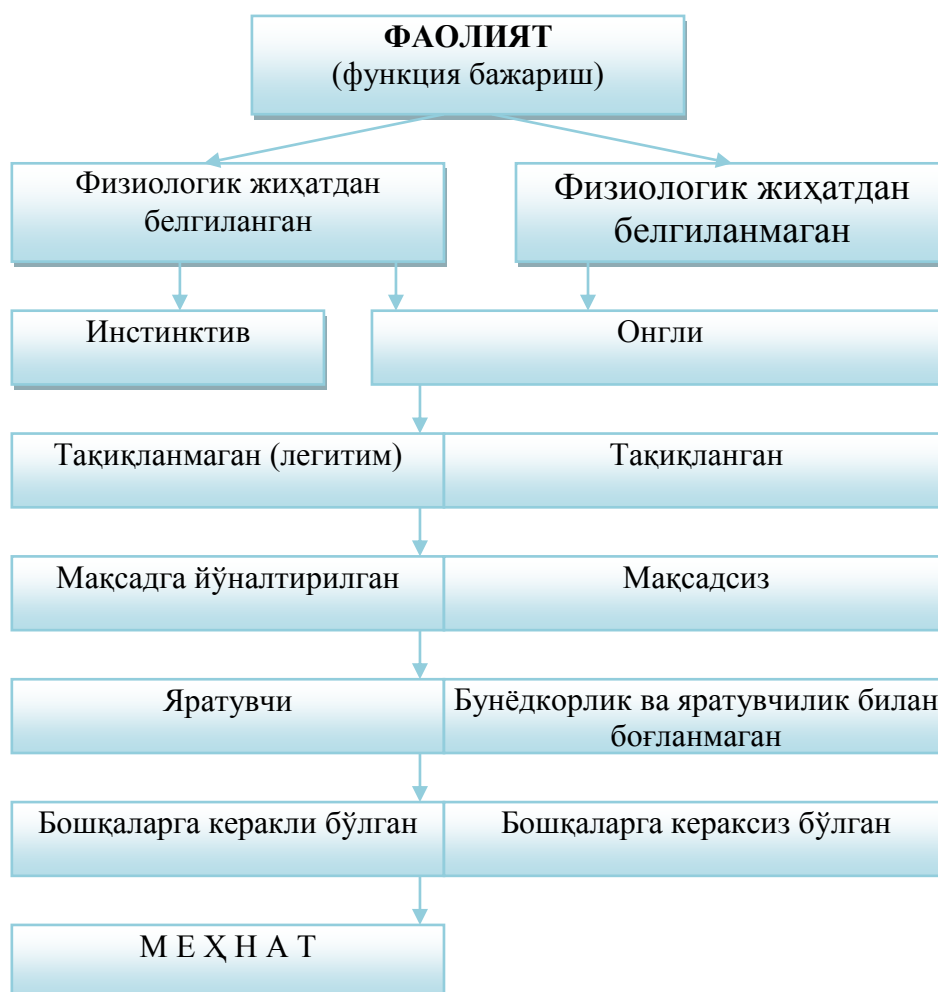 ФАОЛИЯТ
(функция бажариш)
Физиологик жиҳатдан
белгиланган
Физиологик жиҳатдан
белгиланмаган
Инстинктив
Онгли
Тақиқланмаган (легитим)
Тақиқланган
Мақсадга йўналтирилган
Мақсадсиз
Яратувчи
Бунёдкорлик ва яратувчилик билан
боғланмаган
Бошқаларга керакли бўлган
Бошқаларга кераксиз бўлган
М Е Ҳ Н А Т